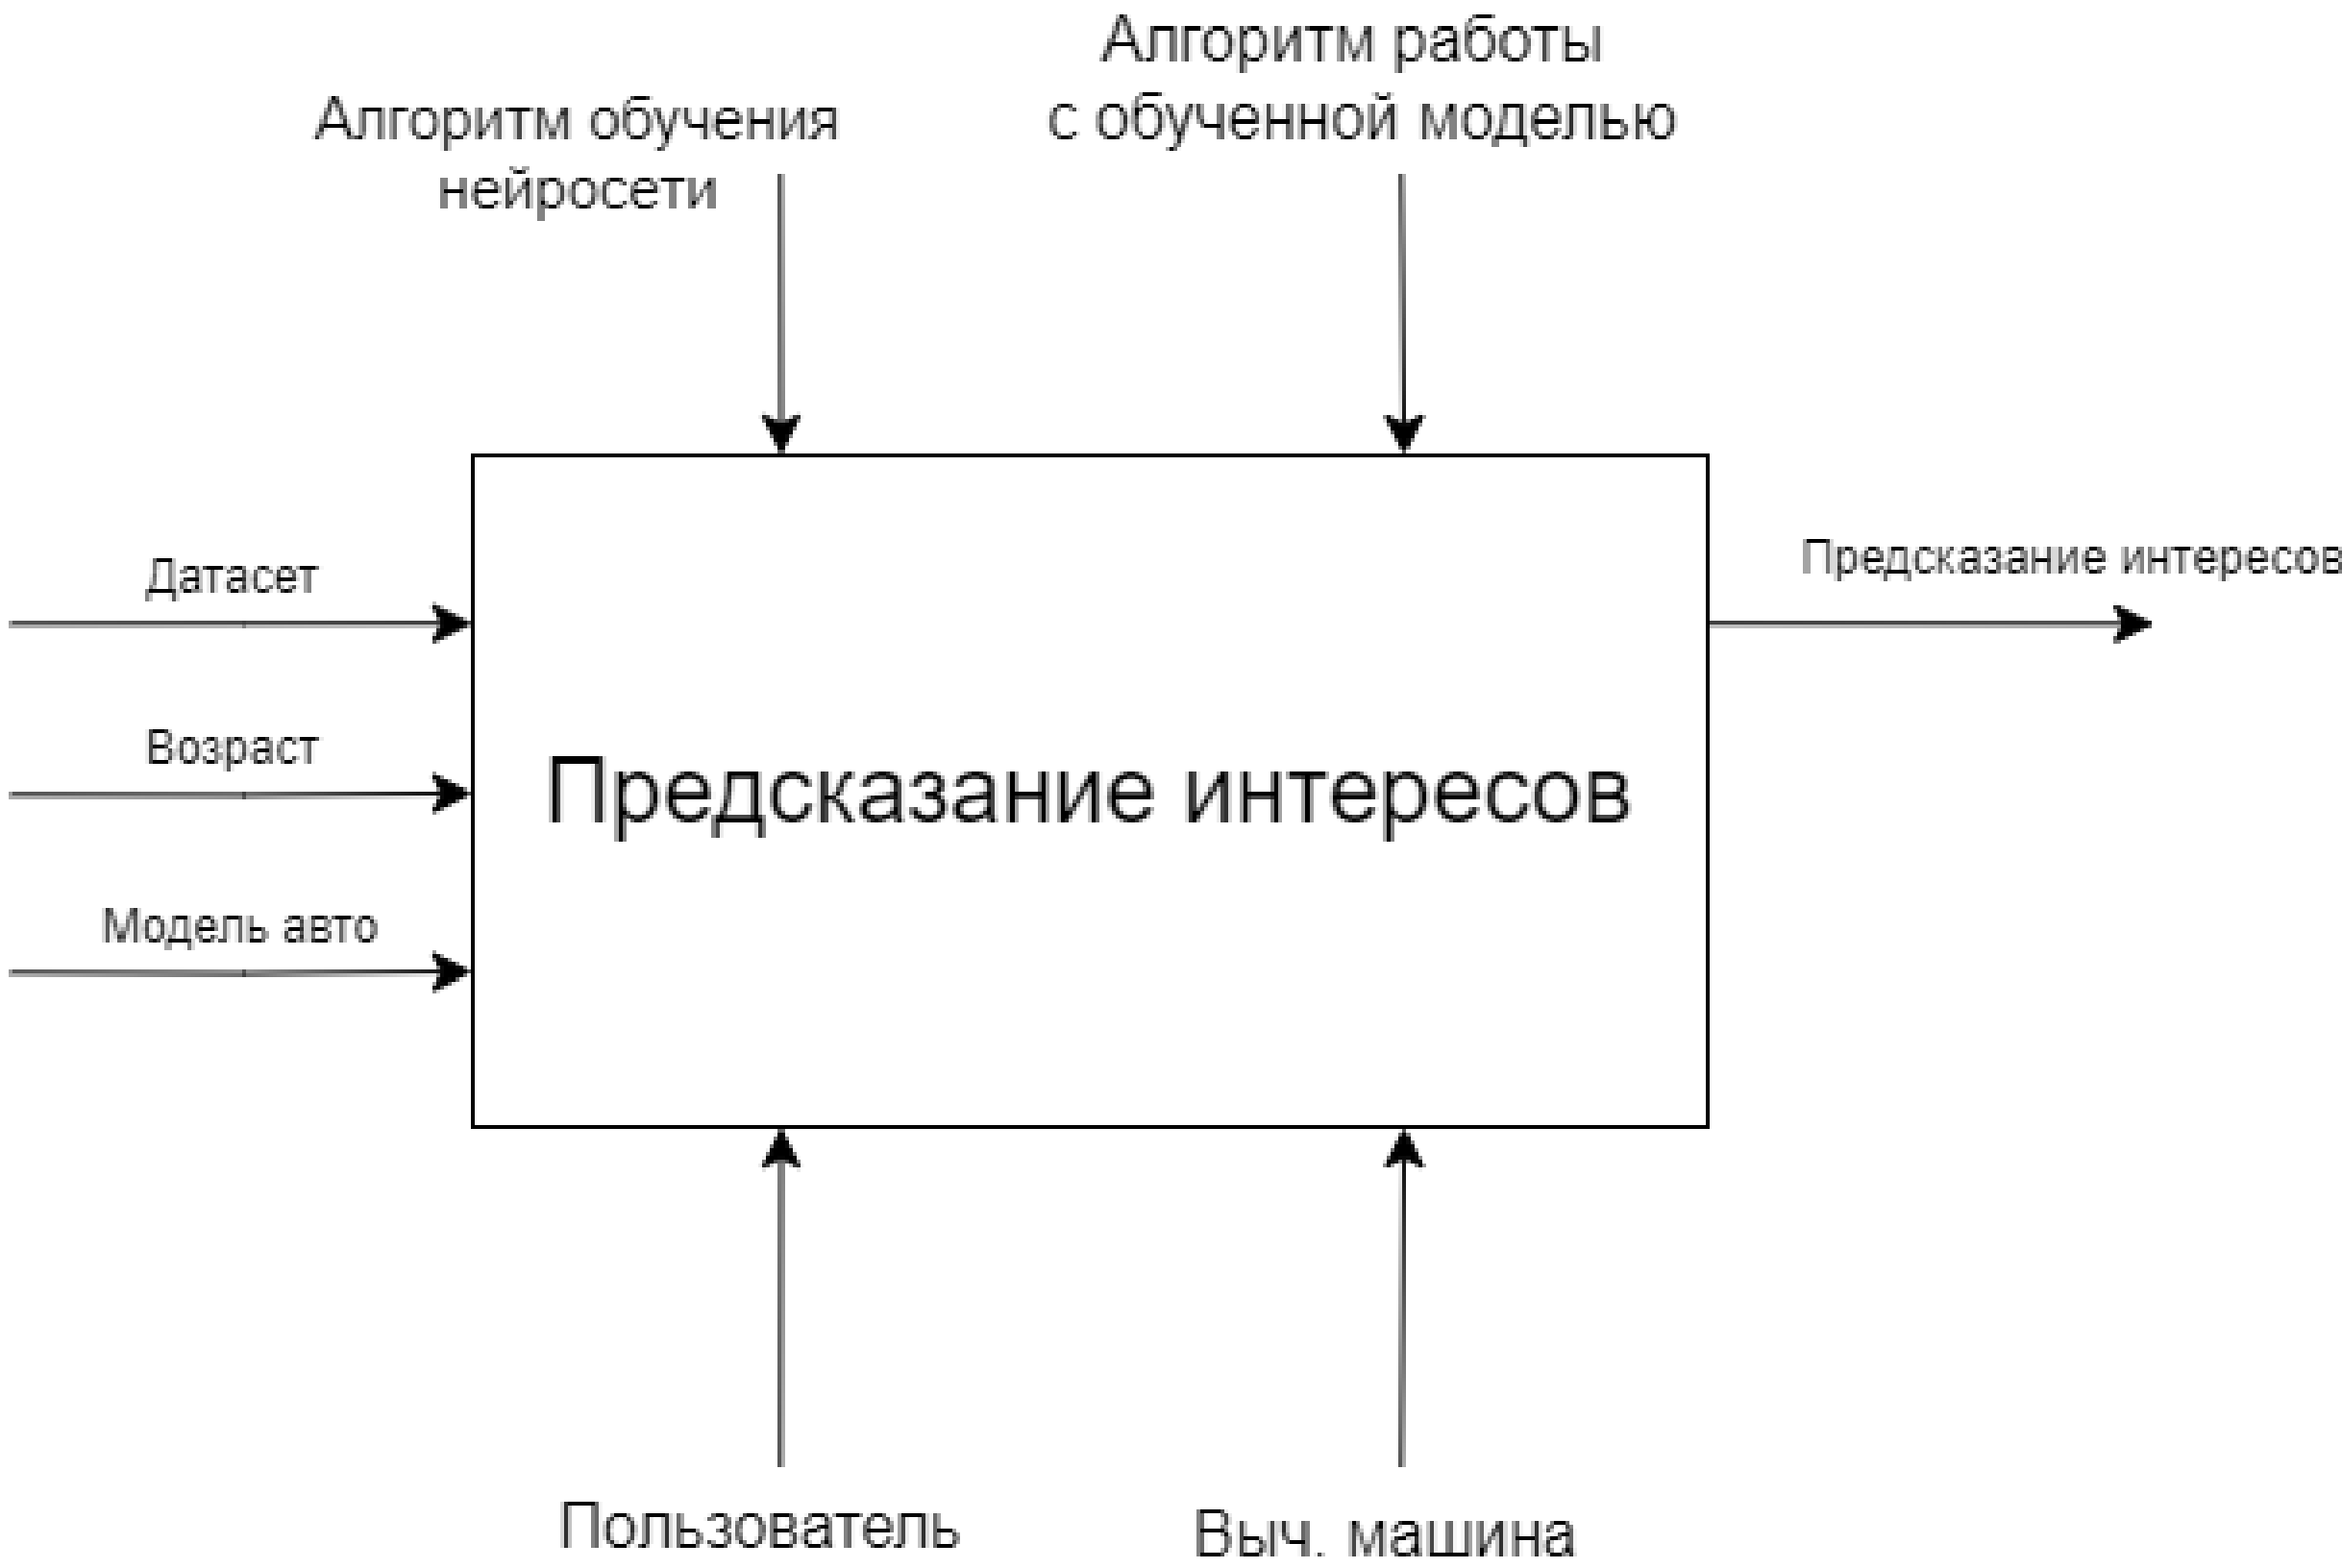 Алгоритм работы
с обученной моделью
Алгоритм обучения
нейросети
Датасет
Предсказание интересов
Возраст
Предсказание интересов
Модель авто
Пользователь
Выч. машина